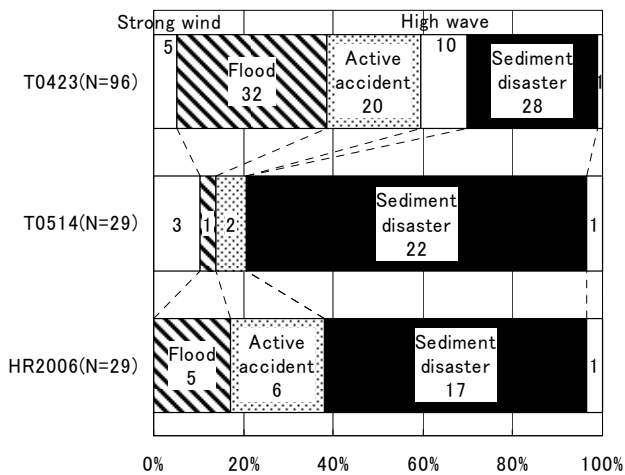 Strong wind High wave
T0423(N=96)
5
Flood
32
Active
accident
20
10
Sediment
disaster
28
1
T0514(N=29)
3
1
2
Sediment
disaster
22
1
HR2006(N=29)
Flood
5
Active
accident
6
Sediment
disaster
17
1
0% 20% 40% 60% 80% 100%